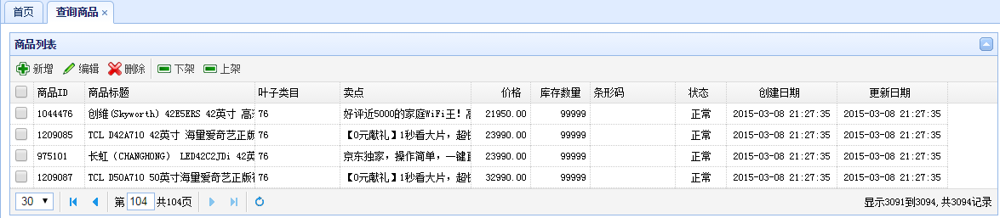 首页 查询商品
商品列表
新增 编辑 删除 下架 上架
商品ID 商品标题 叶子类目 卖点 价格 库存数量 条形码 状态 创建日期 更新日期
1044476 创维(Skyworth) 42E5ERS 42英寸 高清 76 好评近5000的家庭WiFi王！高 21950.00 99999 正常 2015-03-08 21:27:35 2015-03-08 21:27:35
1209085 TCL D42A710 42英寸 海量爱奇艺正版 76 【0元献礼】1秒看大片，超快 23990.00 99999 正常 2015-03-08 21:27:35 2015-03-08 21:27:35
975101 长虹（CHANGHONG） LED42C2JDi 42英 76 京东独家，操作简单，一键直 23990.00 99999 正常 2015-03-08 21:27:35 2015-03-08 21:27:35
1209087 TCL D50A710 50英寸海量爱奇艺正版视 76 【0元献礼】1秒看大片，超快 32990.00 99999 正常 2015-03-08 21:27:35 2015-03-08 21:27:35
30 第 104 共104页 显示3091到3094, 共3094记录